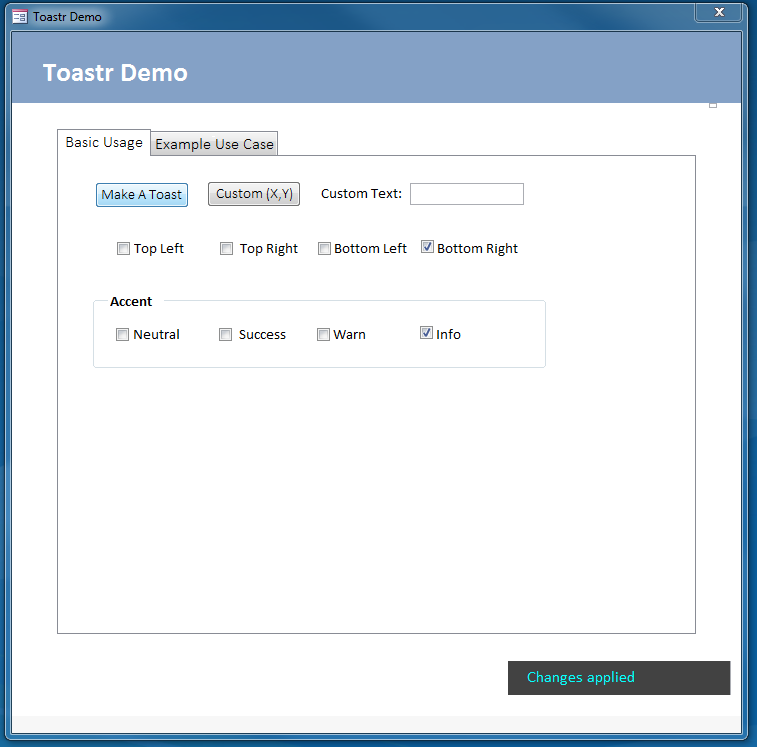 Toastr Demo
Toastr Demo
Basic Usage Example Use Case
Make A Toast Custom (X,Y) Custom Text:
Top Left Top Right Bottom Left Bottom Right
Accent
Neutral Success Warn Info
Changes applied